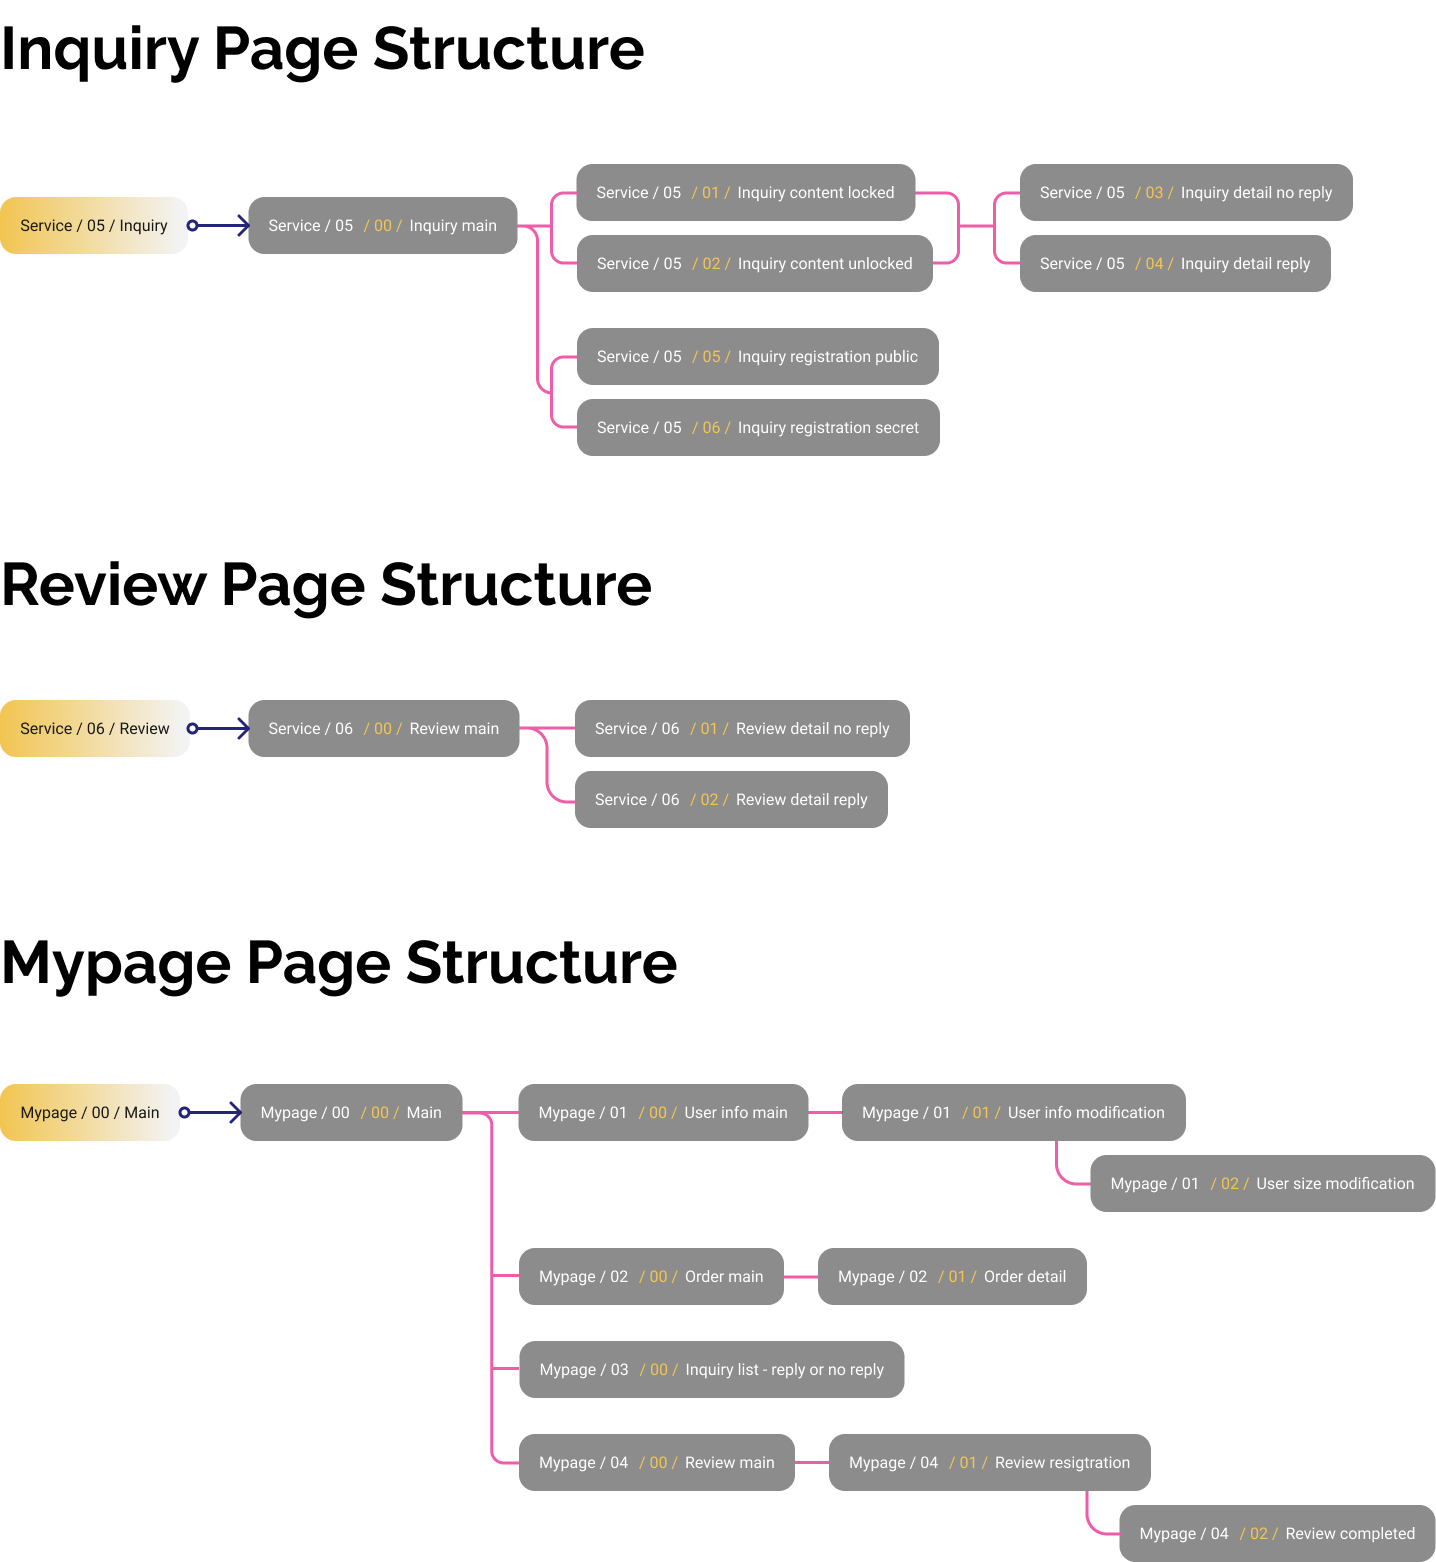 Inquiry Page Structure
Service / 05 / Inquiry
Service / 05 / 00 / Inquiry main
Service / 05 / 01 / Inquiry content locked
Service / 05 / 03 / Inquiry detail no reply
Service / 05 / 02 / Inquiry content unlocked
Service / 05 / 04 / Inquiry detail reply
Service / 05 / 05 / Inquiry registration public
Service / 05 / 06 / Inquiry registration secret
Review Page Structure
Service / 06 / Review
Service / 06 / 00 / Review main
Service / 06 / 01 / Review detail no reply
Service / 06 / 02 / Review detail reply
Mypage Page Structure
Mypage / 00 / Main
Mypage / 00 / 00 / Main
Mypage / 01 / 00 / User info main
Mypage / 01 / 01 / User info modification
Mypage / 01 / 02 / User size modification
Mypage / 02 / 00 / Order main
Mypage / 02 / 01 / Order detail
Mypage / 03 / 00 / Inquiry list - reply or no reply
Mypage / 04 / 00 / Review main
Mypage / 04 / 01 / Review resigtration
Mypage / 04 / 02 / Review completed